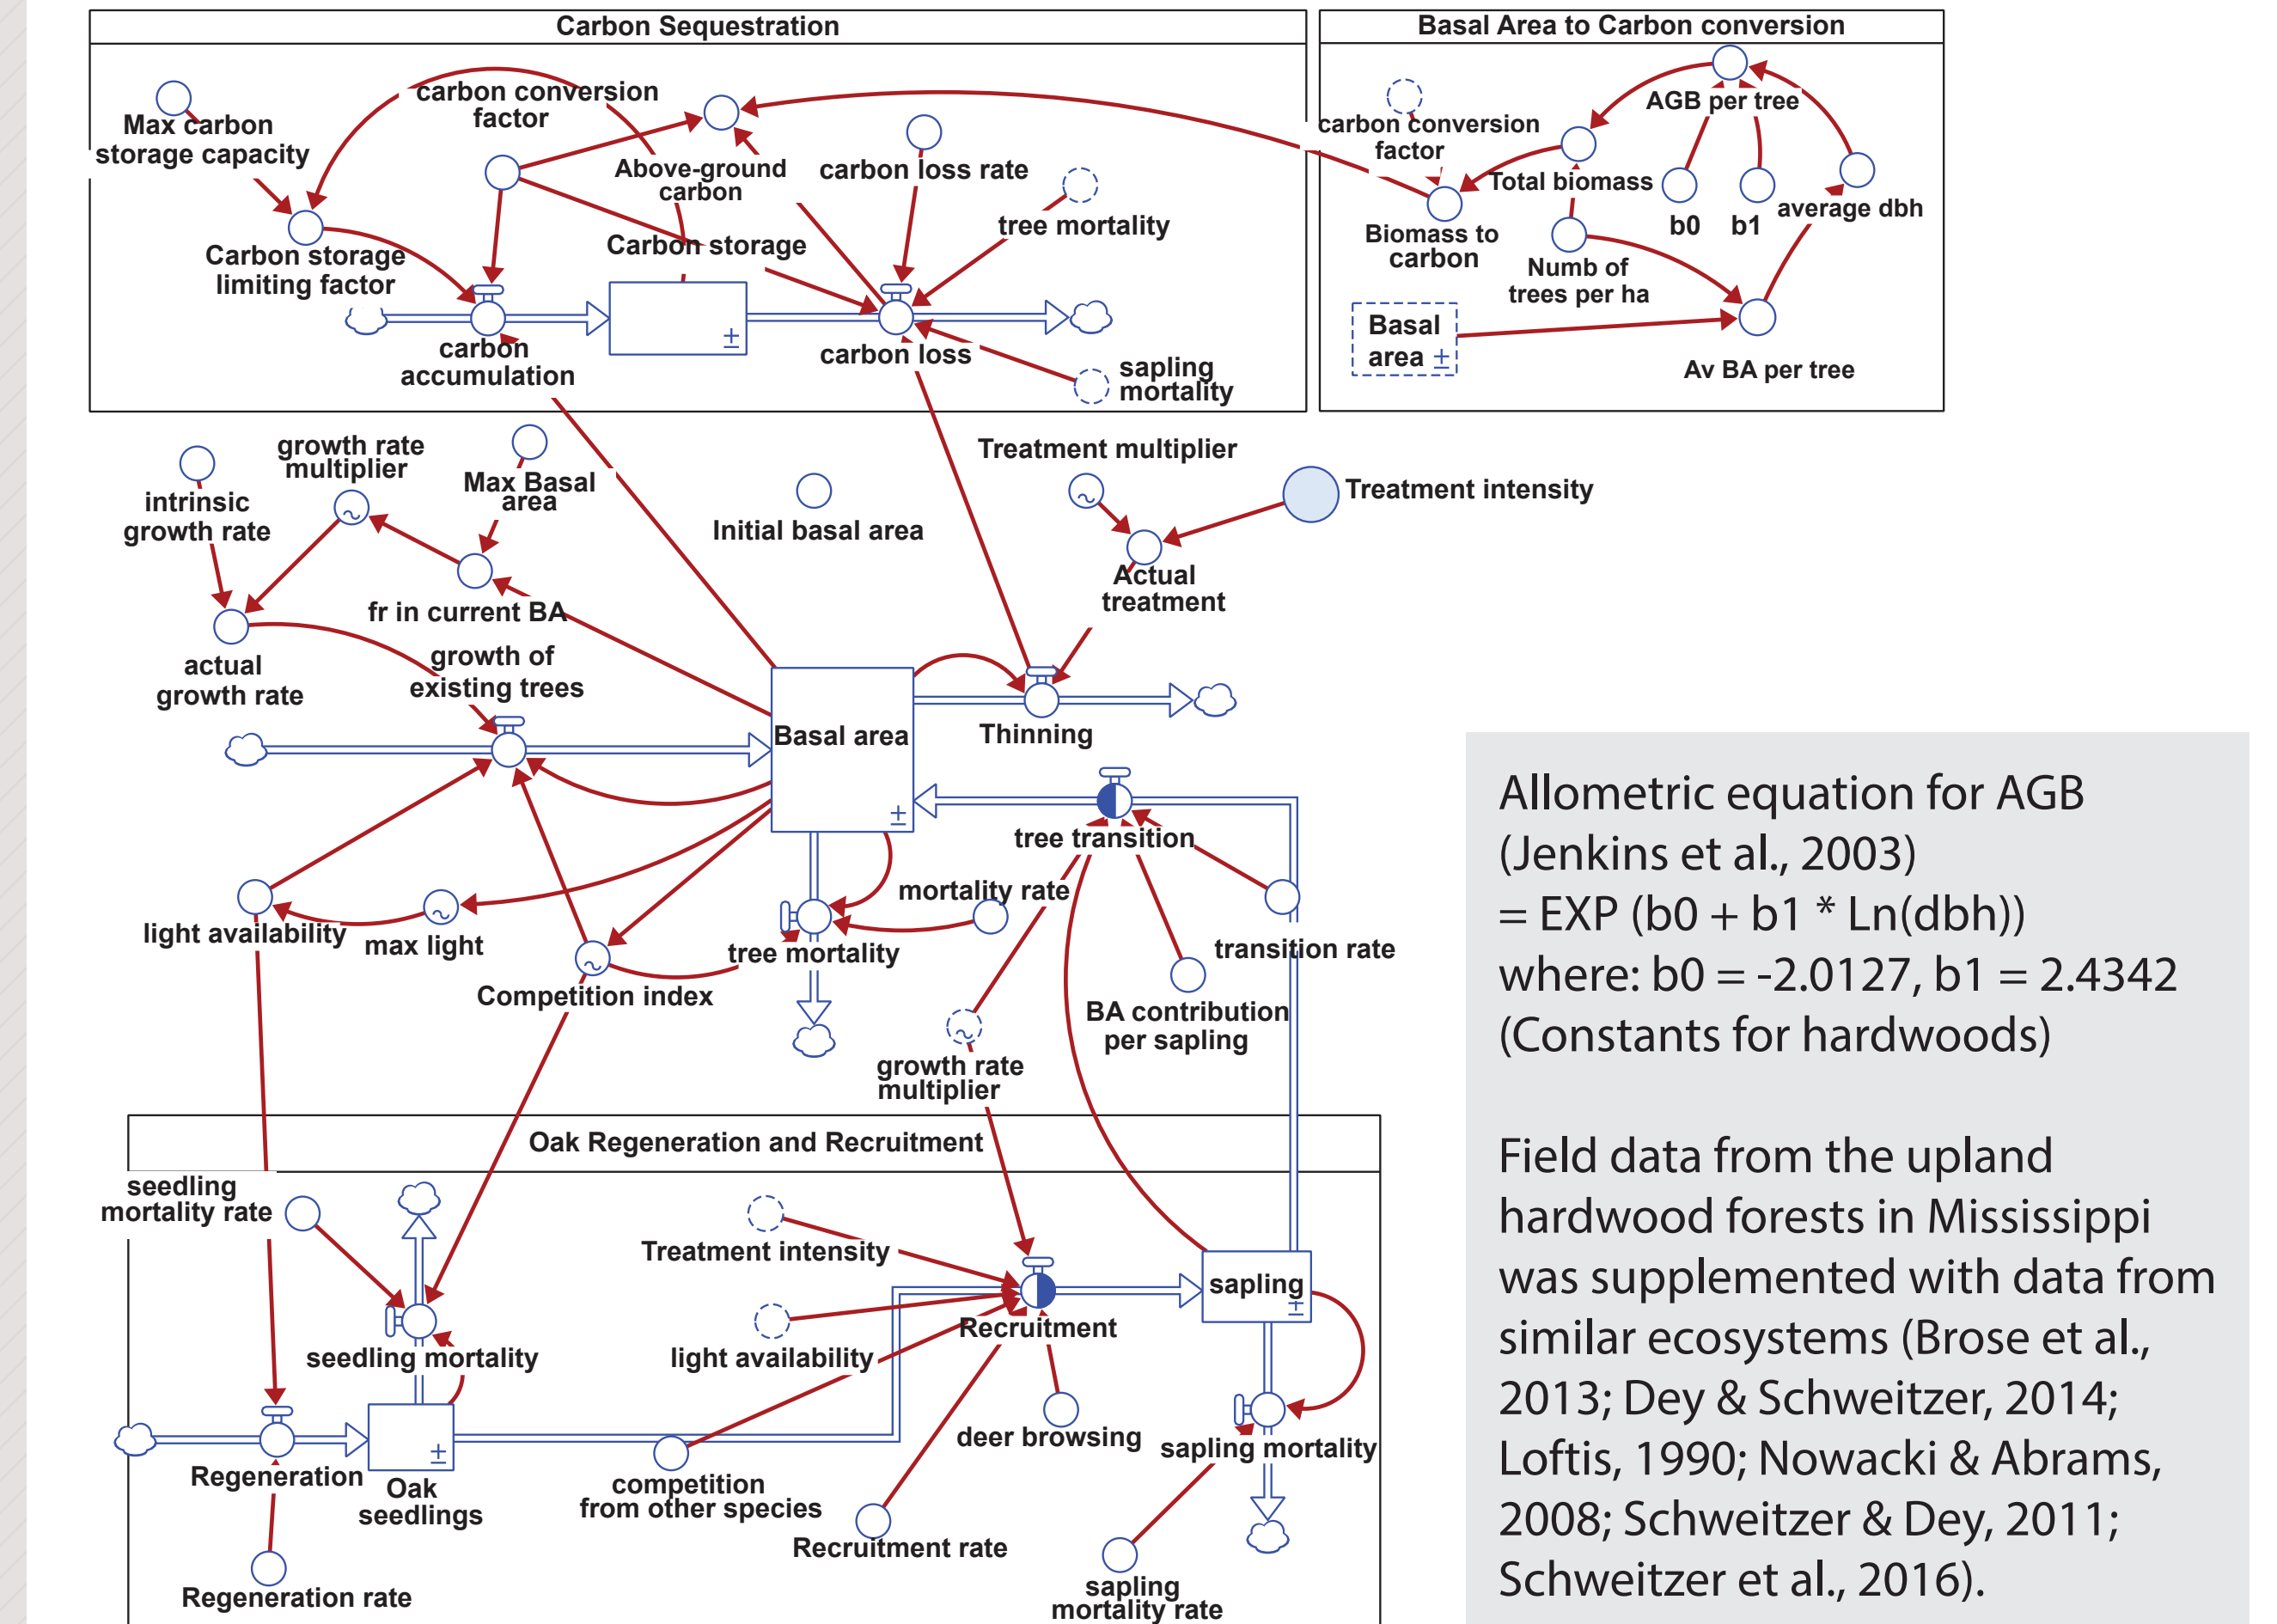 Carbon Sequestration
Basal Area to Carbon conversion
Max carbon
storage capacity
carbon conversion
factor
Above-ground
carbon
carbon loss rate
tree mortality
Carbon storage
limiting factor
Carbon storage
±
carbon
accumulation
carbon loss
sapling
mortality
carbon conversion
factor
AGB per tree
Total biomass
b0
b1
average dbh
Biomass to
carbon
Numb of
trees per ha
Basal
area ±
Av BA per tree
intrinsic
growth rate
growth rate
multiplier
Max Basal
area
Initial basal area
Treatment multiplier
Treatment intensity
fr in current BA
Actual
treatment
actual
growth rate
growth of
existing trees
Basal area
±
Thinning
tree transition
light availability
max light
mortality rate
tree mortality
transition rate
Competition index
BA contribution
per sapling
growth rate
multiplier
Oak Regeneration and Recruitment
seedling
mortality rate
Treatment intensity
sapling
±
seedling mortality
light availability
Recruitment
Regeneration
±
Oak
seedlings
competition
from other species
deer browsing
sapling mortality
Recruitment rate
Regeneration rate
sapling
mortality rate
Allometric equation for AGB
(Jenkins et al., 2003)
= EXP (b0 + b1 * Ln(dbh))
where: b0 = -2.0127, b1 = 2.4342
(Constants for hardwoods)
Field data from the upland
hardwood forests in Mississippi
was supplemented with data from
similar ecosystems (Brose et al.,
2013; Dey & Schweitzer, 2014;
Loftis, 1990; Nowacki & Abrams,
2008; Schweitzer & Dey, 2011;
Schweitzer et al., 2016).